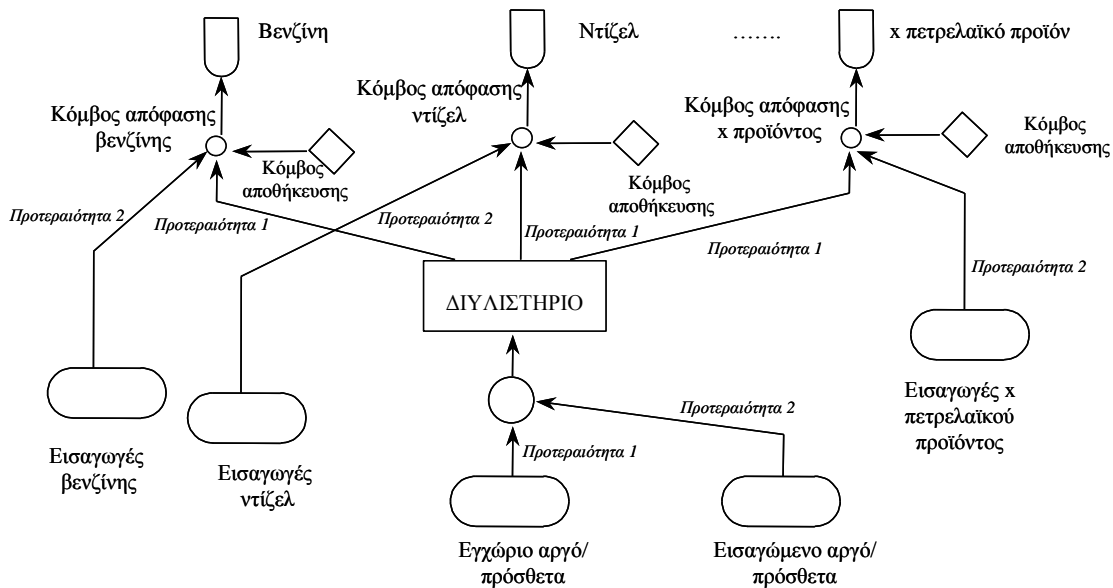 Βενζίνη
Ντίζελ
.......
x πετρελαϊκό προϊόν
Κόμβος απόφασης
βενζίνης
Κόμβος απόφασης
ντίζελ
Κόμβος απόφασης
x προϊόντος
Κόμβος
αποθήκευσης
Κόμβος
αποθήκευσης
Κόμβος
αποθήκευσης
Προτεραιότητα 2
Προτεραιότητα 1
Προτεραιότητα 2
Προτεραιότητα 1
Προτεραιότητα 1
Προτεραιότητα 2
ΔΙΥΛΙΣΤΗΡΙΟ
Εισαγωγές x
πετρελαϊκού
προϊόντος
Προτεραιότητα 2
Προτεραιότητα 1
Εισαγωγές
βενζίνης
Εισαγωγές
ντίζελ
Εγχώριο αργό/
πρόσθετα
Εισαγώμενο αργό/
πρόσθετα